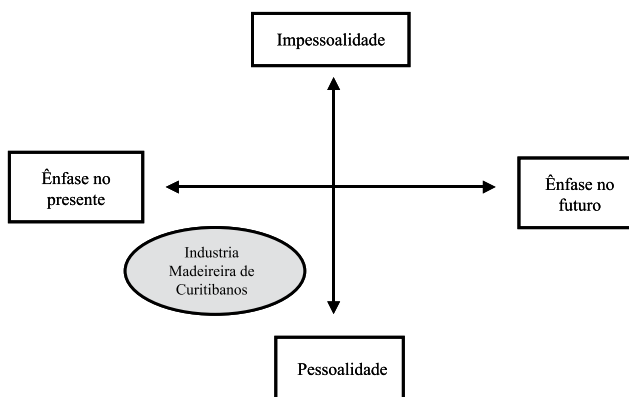 Impessoalidade
Ênfase no
presente
Ênfase no
futuro
Industria
Madeireira de
Curitibanos
Pessoalidade